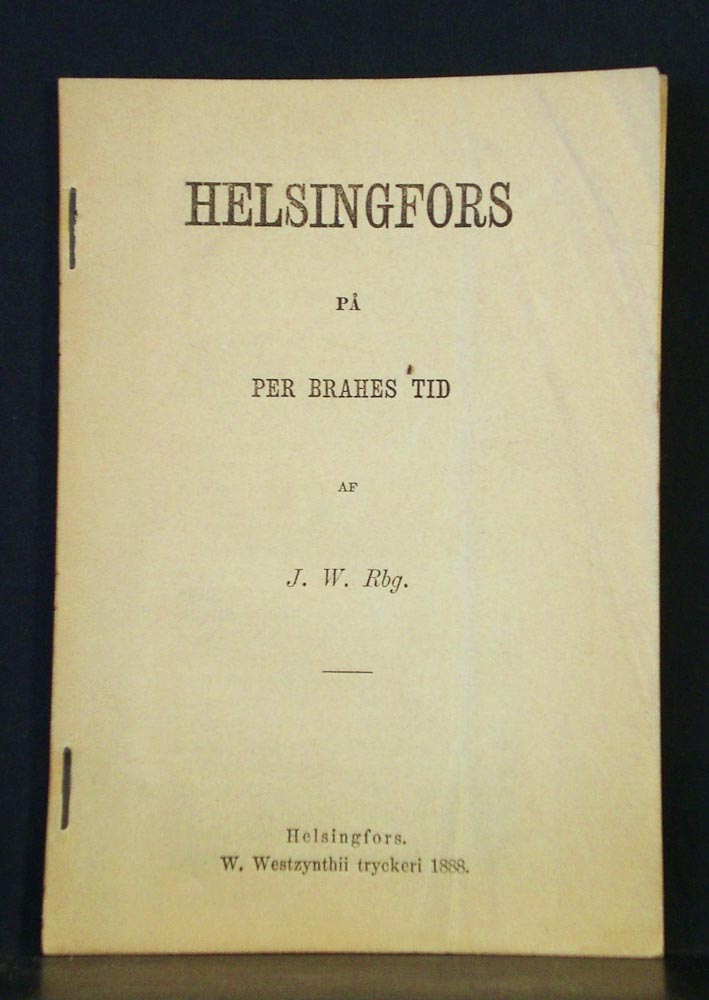 HELSINGFORS
PÅ
PER BRAHES TID
AF
J. W. Rbg.
Helsingfors.
W. Westzynthii tryckeri 1888.